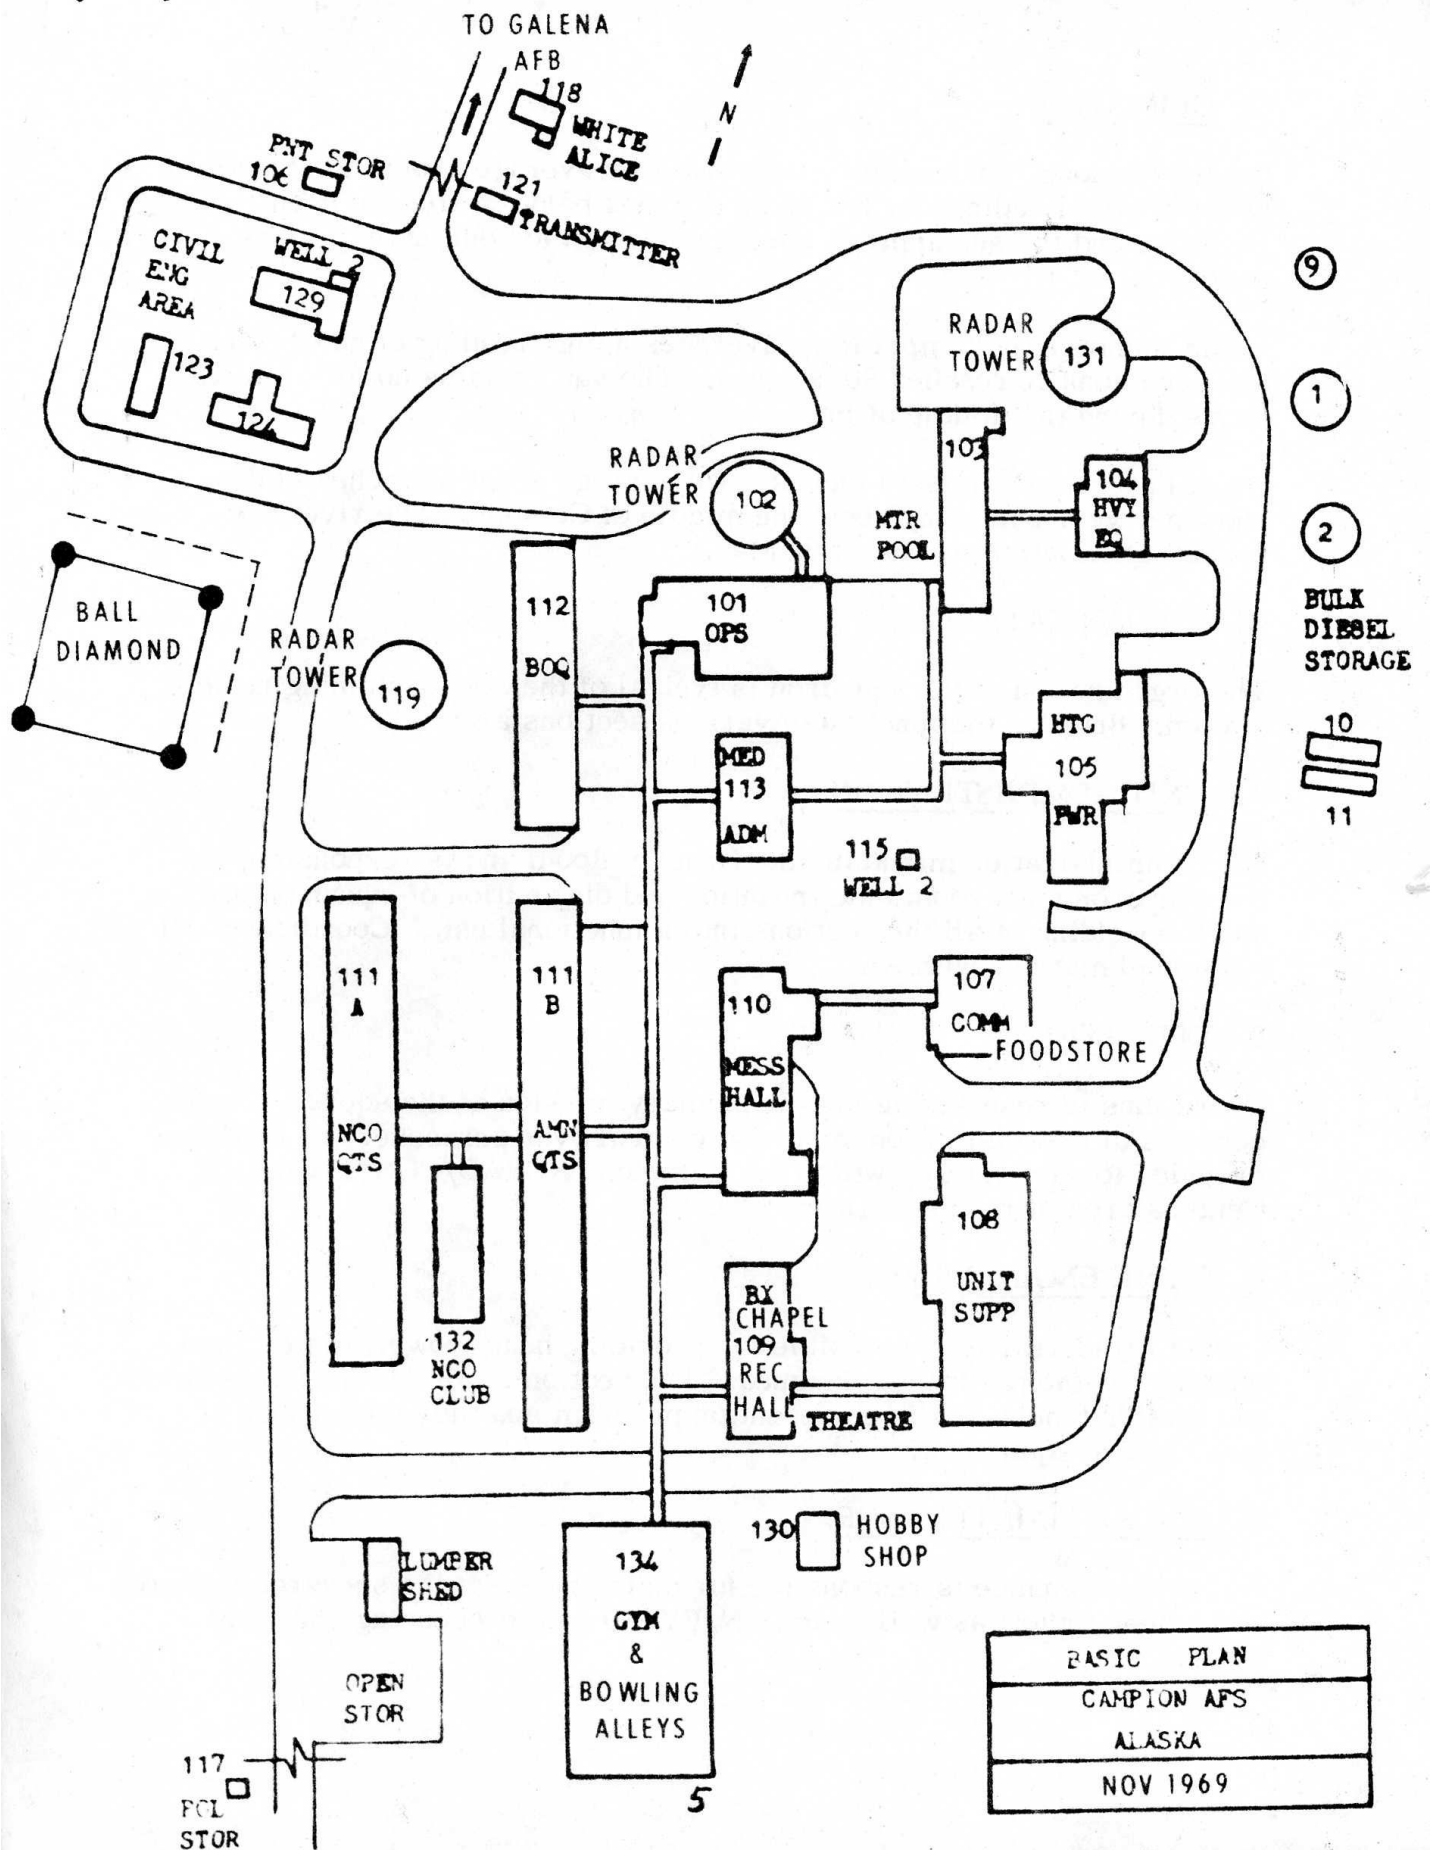 TO GALENA
AFB
118
WHITE
ALICE
N
PNT STOR
106
121
TRANSMITTER
CIVIL
ENG
AREA
WELL 2
129
123
124
9
RADAR
TOWER
131
1
RADAR
TOWER
102
103
104
HVY
EQ
MTR
POOL
2
BULK
DIESEL
STORAGE
BALL
DIAMOND
RADAR
TOWER
119
112
BOQ
101
OPS
10
11
MED
113
ADM
HTG
105
PWR
115
WELL 2
111
A
NCO
QTS
111
B
AMN
QTS
110
MESS
HALL
107
COMM
FOODSTORE
108
UNIT
SUPP
132
NCO
CLUB
BX
CHAPEL
109
REC
HALL
THEATRE
LUMPER
SHED
OPEN
STOR
134
GYM
&
BOWLING
ALLEYS
130
HOBBY
SHOP
117
POL
STOR
5
BASIC PLAN
CAMPION AFS
ALASKA
NOV 1969